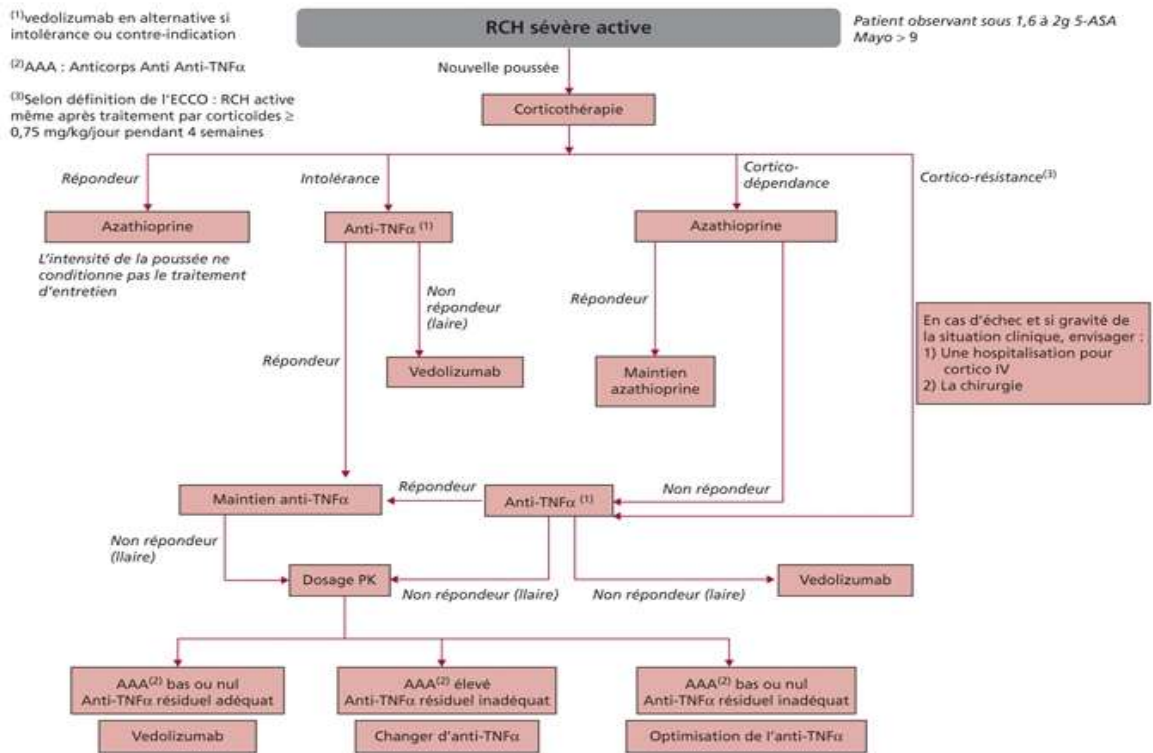 (1)vedolizumab en alternative si
intolérance ou contre-indication
(2)AAA : Anticorps Anti Anti-TNFα
(3)Selon définition de l'ECCO : RCH active
même après traitement par corticoïdes ≥
0,75 mg/kg/jour pendant 4 semaines
RCH sévère active
Patient observant sous 1,6 à 2g 5-ASA
Mayo > 9
Nouvelle poussée
Corticothérapie
Répondeur
Intolérance
Cortico-
dépendance
Cortico-résistance(3)
Azathioprine
Anti-TNFα (1)
Azathioprine
L'intensité de la poussée ne
conditionne pas le traitement
d'entretien
Non
répondeur
(Iaire)
Répondeur
Répondeur
En cas d'échec et si gravité de
la situation clinique, envisager :
1) Une hospitalisation pour
cortico IV
2) La chirurgie
Vedolizumab
Maintien
azathioprine
Maintien anti-TNFα
Répondeur
Anti-TNFα (1)
Non répondeur
Non répondeur
(IIaire)
Dosage PK
Non répondeur (IIaire)
Non répondeur (Iaire)
Vedolizumab
AAA(2) bas ou nul
Anti-TNFα résiduel adéquat
AAA(2) élevé
Anti-TNFα résiduel inadéquat
AAA(2) bas ou nul
Anti-TNFα résiduel inadéquat
Vedolizumab
Changer d'anti-TNFα
Optimisation de l'anti-TNFα